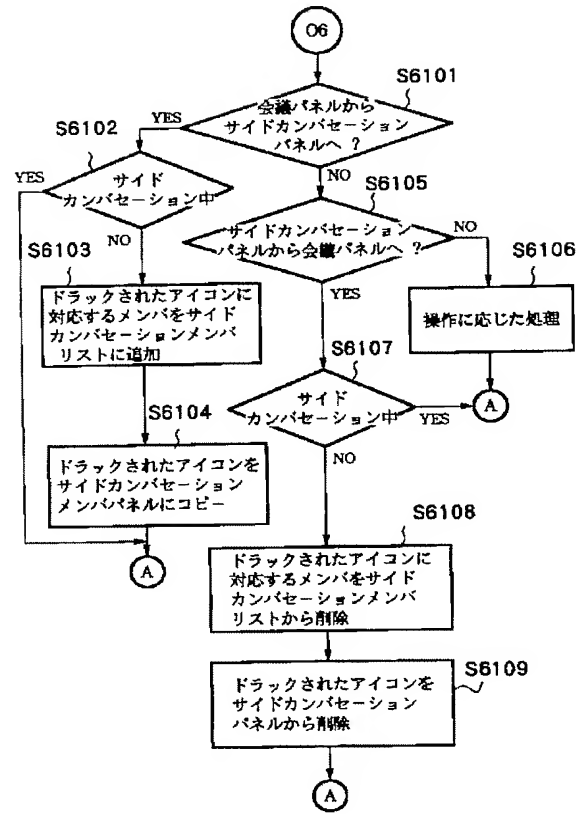 O6
S6101
会議パネルから
サイドカンバセーション
パネルへ ?
YES
NO
S6102
サイド
カンバセーション中
YES
NO
S6103
ドラックされたアイコンに
対応するメンバをサイド
カンバセーションメンバ
リストに追加
S6104
ドラックされたアイコンを
サイドカンバセーション
メンバパネルにコピー
A
S6105
サイドカンバセーション
パネルから会議パネルへ ?
NO
YES
S6106
操作に応じた処理
A
S6107
サイド
カンバセーション中
YES
NO
S6108
ドラックされたアイコンに
対応するメンバをサイド
カンバセーションメンバ
リストから削除
S6109
ドラックされたアイコンを
サイドカンバセーション
パネルから削除
A